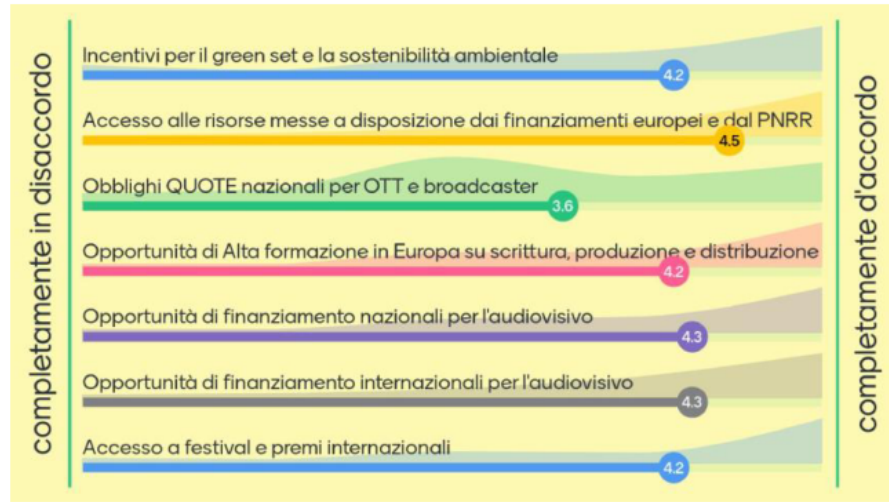 completamente in disaccordo
Incentivi per il green set e la sostenibilità ambientale
4.2
Accesso alle risorse messe a disposizione dai finanziamenti europei e dal PNRR
4.5
Obblighi QUOTE nazionali per OTT e broadcaster
3.6
Opportunità di Alta formazione in Europa su scrittura, produzione e distribuzione
4.2
Opportunità di finanziamento nazionali per l'audiovisivo
4.3
Opportunità di finanziamento internazionali per l'audiovisivo
4.3
Accesso a festival e premi internazionali
4.2
completamente d'accordo